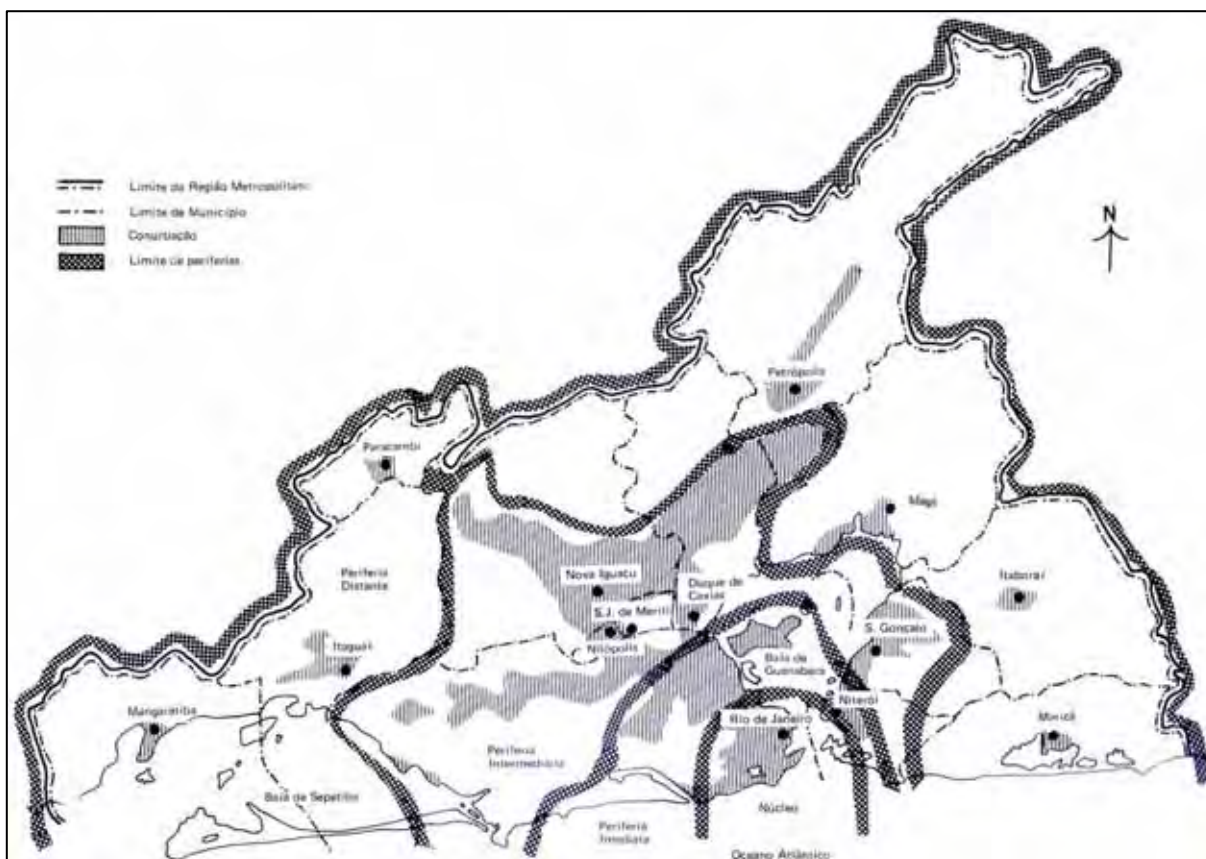 Limite da Região Metropolitana
Limite de Município
Conurbação
Limite de periferias
N
Petrópolis
Paracambi
Magé
Nova Iguaçu
Duque de
Caxias
Itaboraí
Periferia
Distante
S.J. de Meriti
S. Gonçalo
Nilópolis
Itaguaí
Baía de
Guanabara
Niterói
Mangaratiba
Rio de Janeiro
Maricá
Periferia
Intermediária
Baía de Sepetiba
Núcleo
Periferia
Imediata
Oceano Atlântico